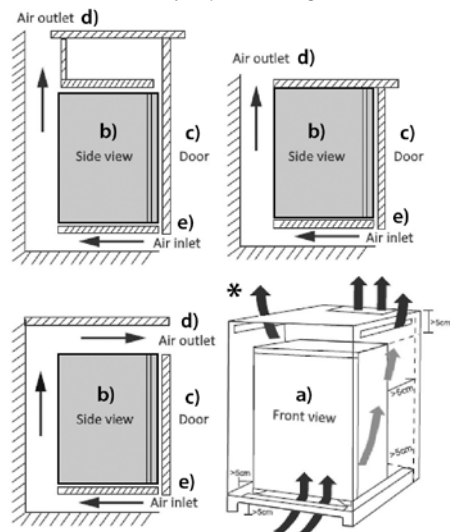 Air outlet d)
b)
Side view
c)
Door
e)
Air inlet
Air outlet d)
b)
Side view
c)
Door
e)
Air inlet
d)
Air outlet
b)
Side view
c)
Door
e)
Air inlet
*
>5cm
a)
Front view
>5cm
>5cm
>5cm
>5cm